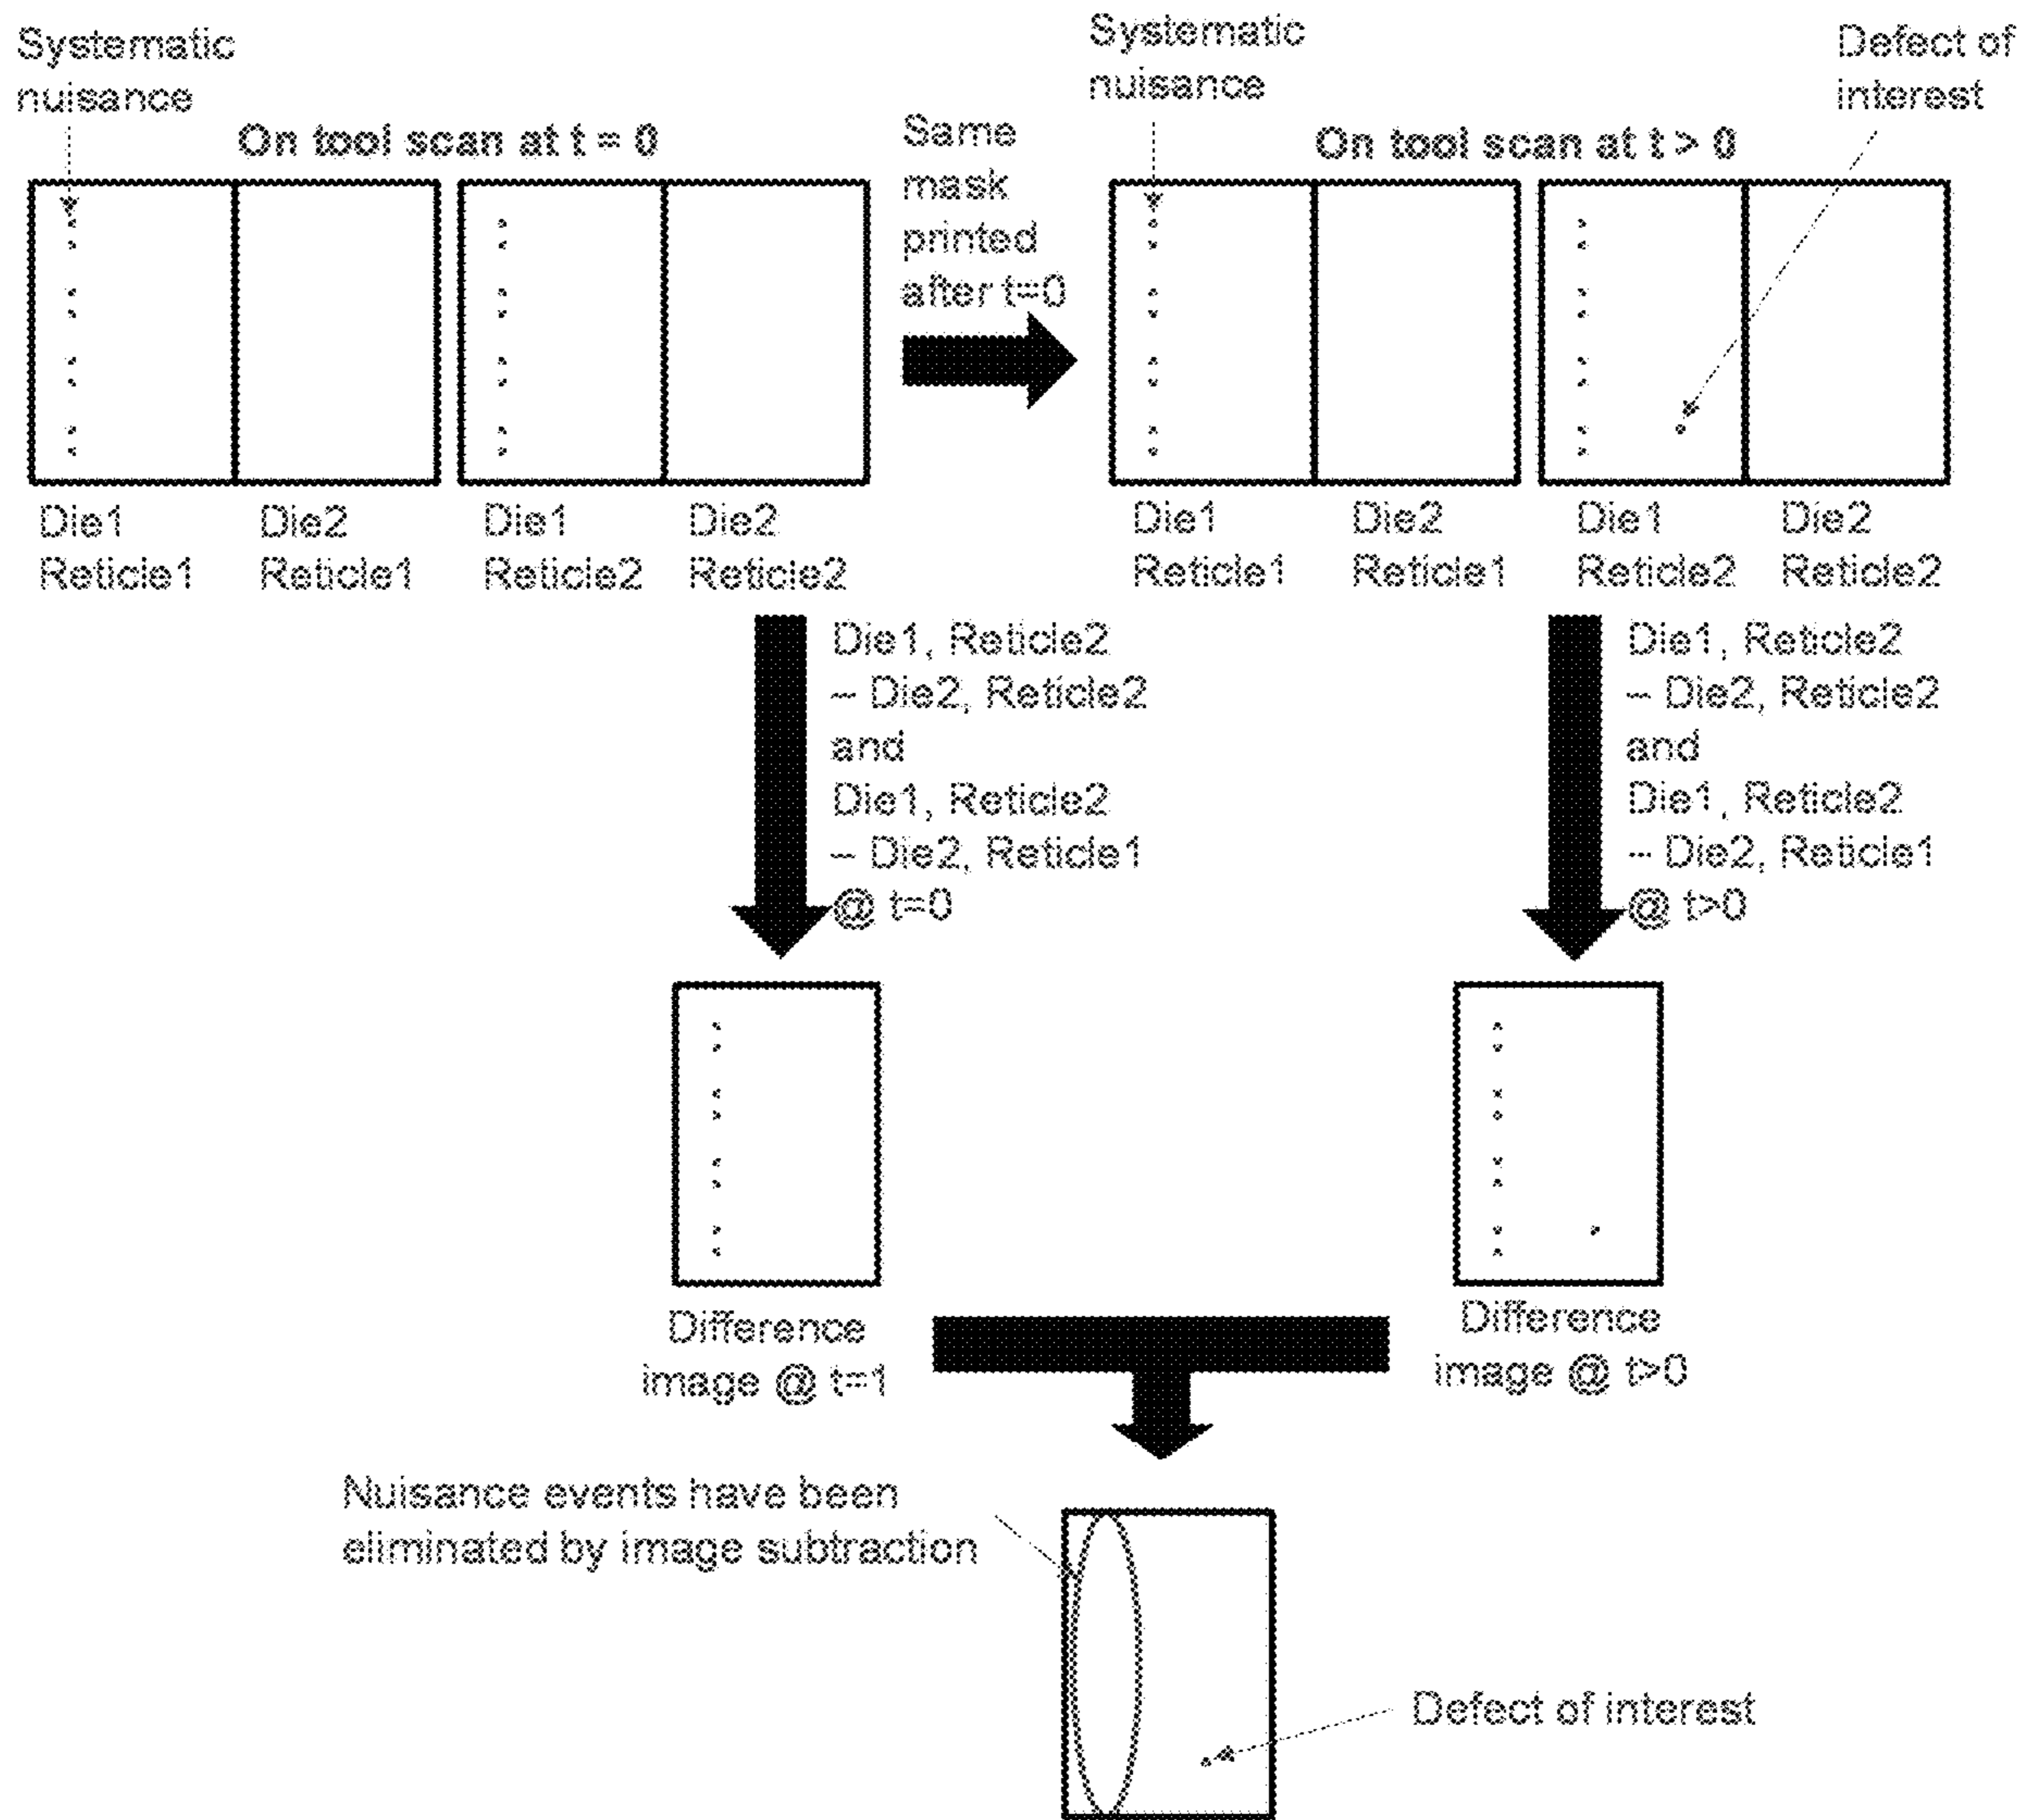 Systematic
nuisance
On tool scan at t = 0
Same
mask
printed
after t=0
Systematic
nuisance
On tool scan at t > 0
Defect of
interest
Die1
Reticle1
Die2
Reticle1
Die1
Reticle2
Die2
Reticle2
Die1
Reticle1
Die2
Reticle1
Die1
Reticle2
Die2
Reticle2
Die1, Reticle2
– Die2, Reticle2
and
Die1, Reticle2
– Die2, Reticle1
@ t=0
Die1, Reticle2
– Die2, Reticle2
and
Die1, Reticle2
-- Die2, Reticle1
@ t>0
Difference
image @ t=1
Difference
image @ t>0
Nuisance events have been
eliminated by image subtraction
Defect of interest